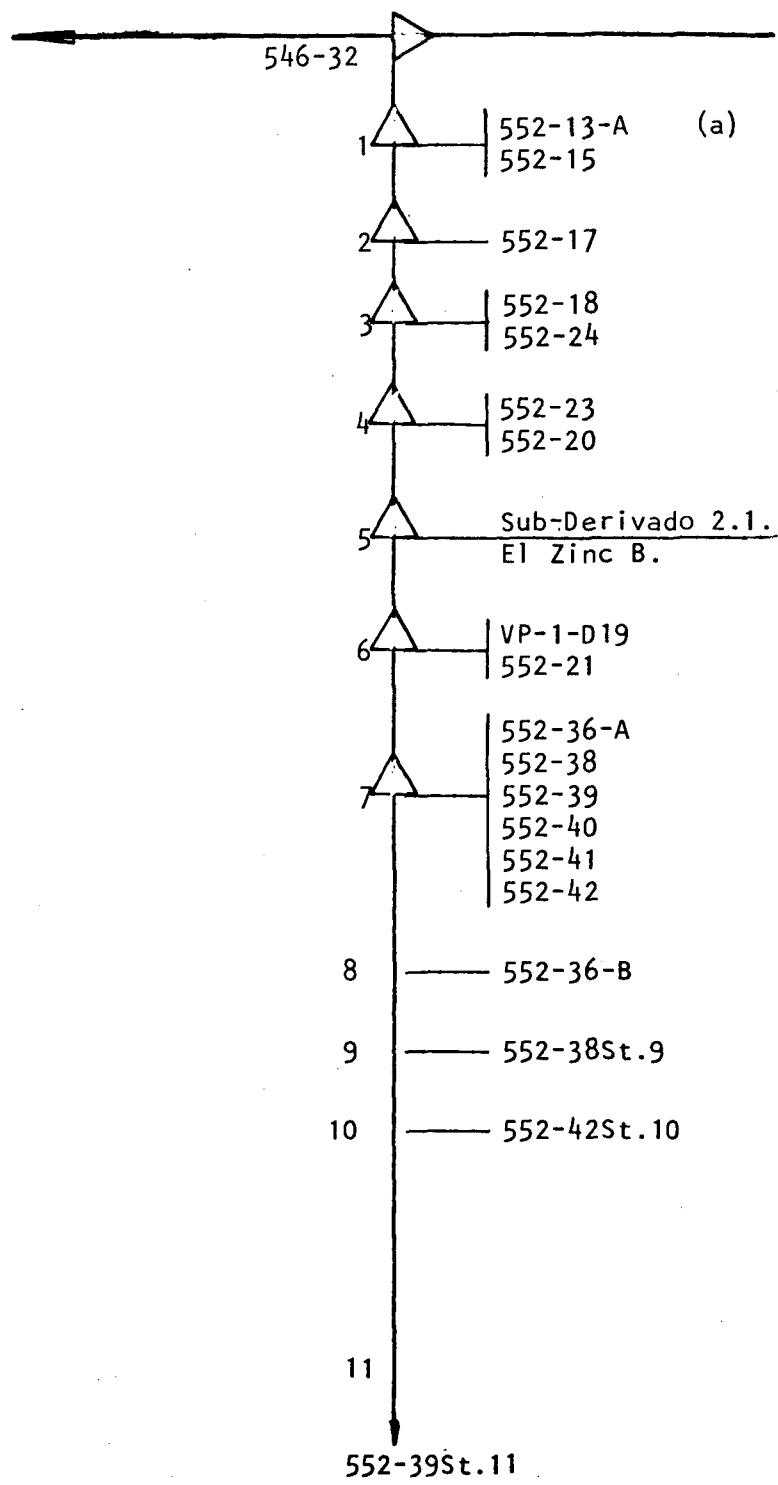 546-32
1 552-13-A (a)
552-15
2 552-17
3 552-18
552-24
4 552-23
552-20
5 Sub-Derivado 2.1.
El Zinc B.
6 VP-1-D19
552-21
7 552-36-A
552-38
552-39
552-40
552-41
552-42
8 552-36-B
9 552-38St.9
10 552-42St.10
11
552-39St.11